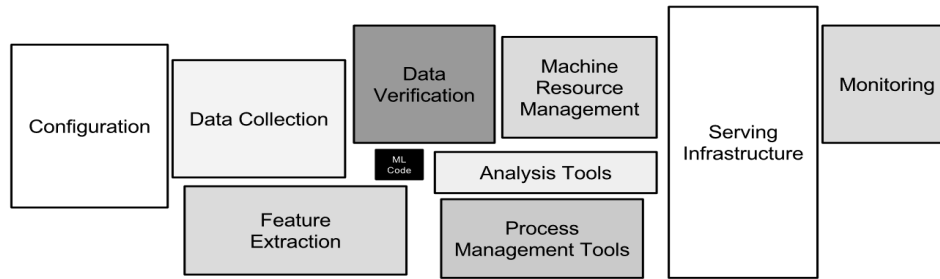 Configuration
Data Collection
Data
Verification
Machine
Resource
Management
Serving
Infrastructure
Monitoring
ML
Code
Analysis Tools
Feature
Extraction
Process
Management Tools